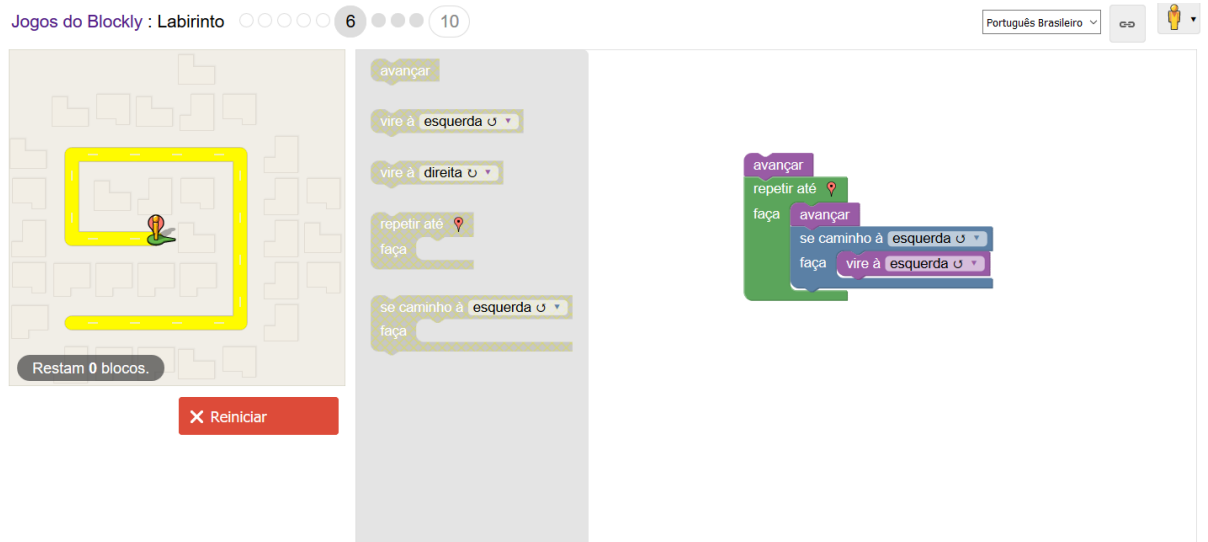 Jogos do Blockly : Labirinto 6 10
Português Brasileiro
avançar
vire à esquerda ↺
vire à direita ↻
repetir até
faça
se caminho à esquerda ↺
faça
avançar
repetir até
faça avançar
se caminho à esquerda ↺
faça vire à esquerda ↺
Restam 0 blocos.
Reiniciar